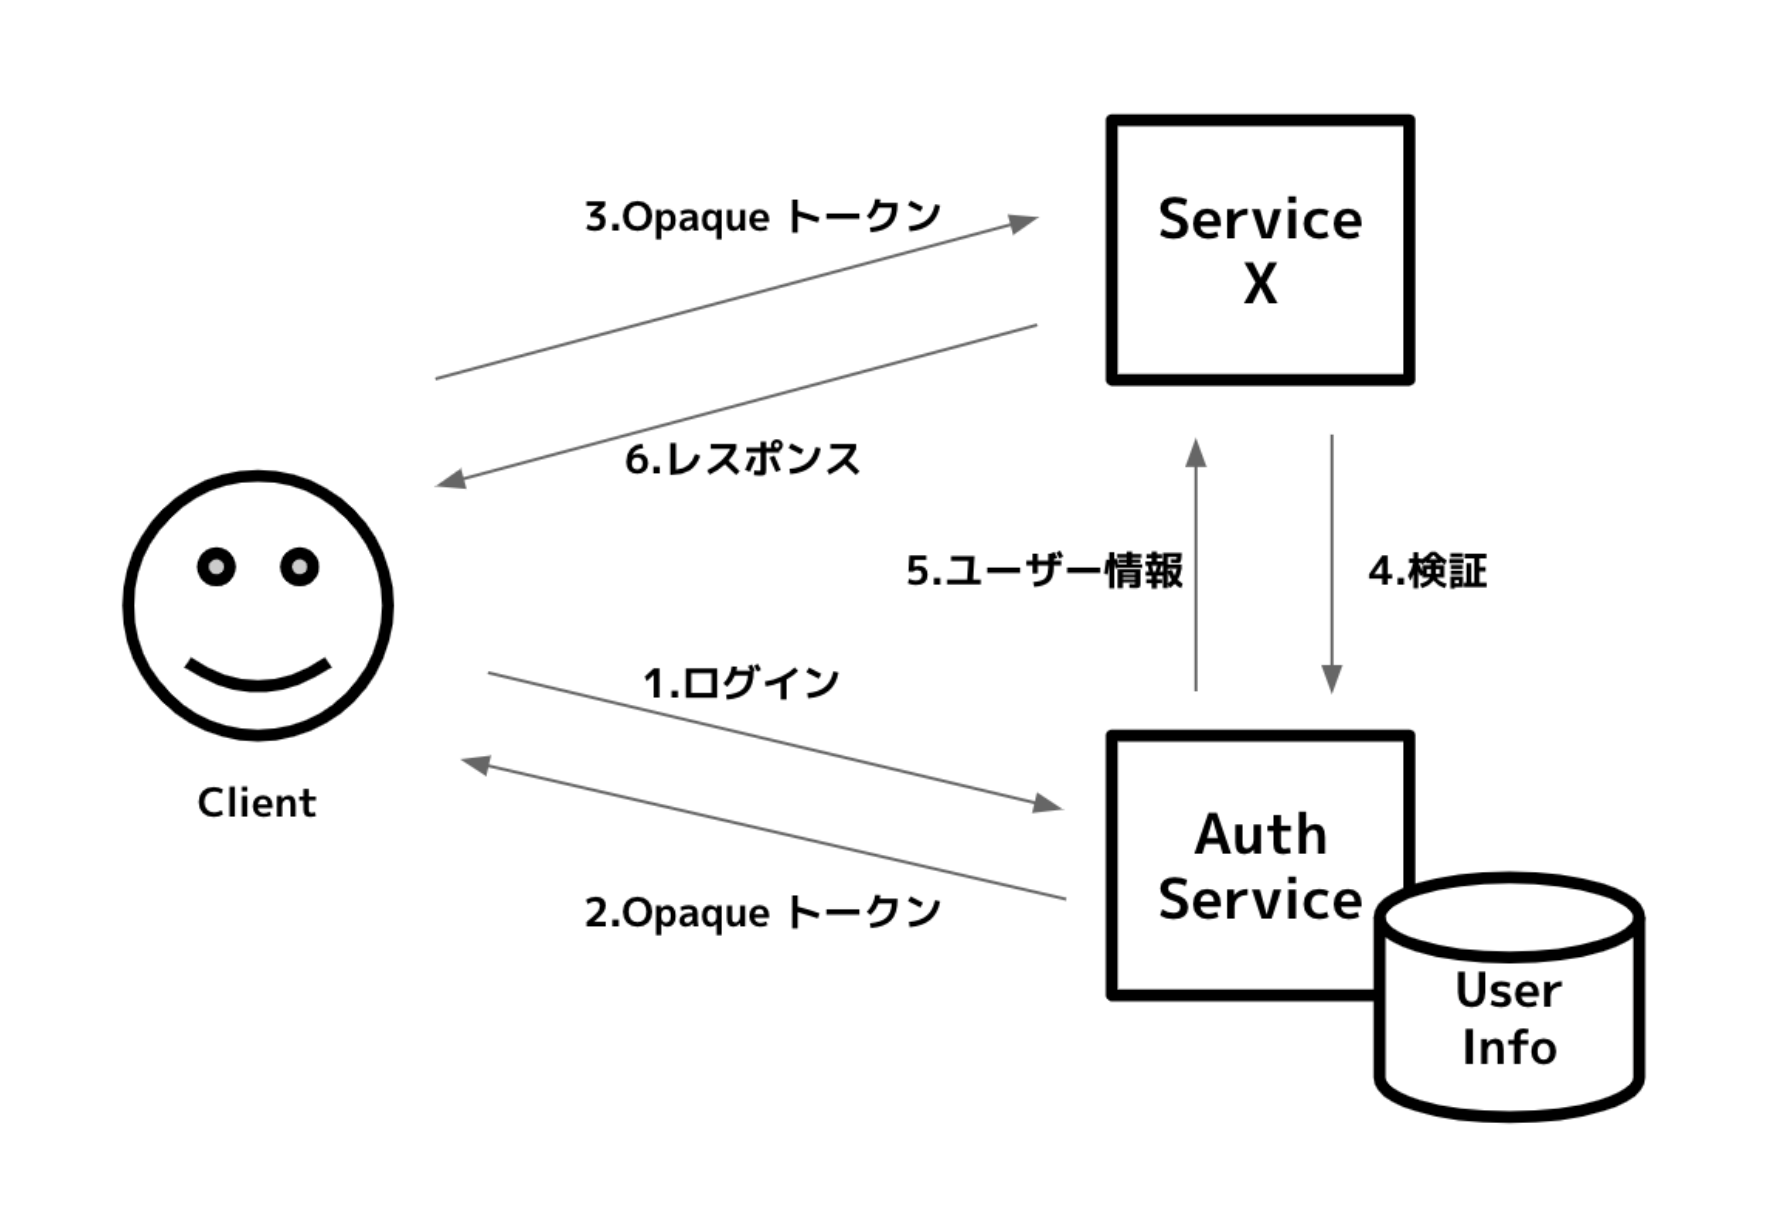 Service
X
3.Opaque トークン
6.レスポンス
5.ユーザー情報
4.検証
1.ログイン
Client
2.Opaque トークン
Auth
Service
User
Info